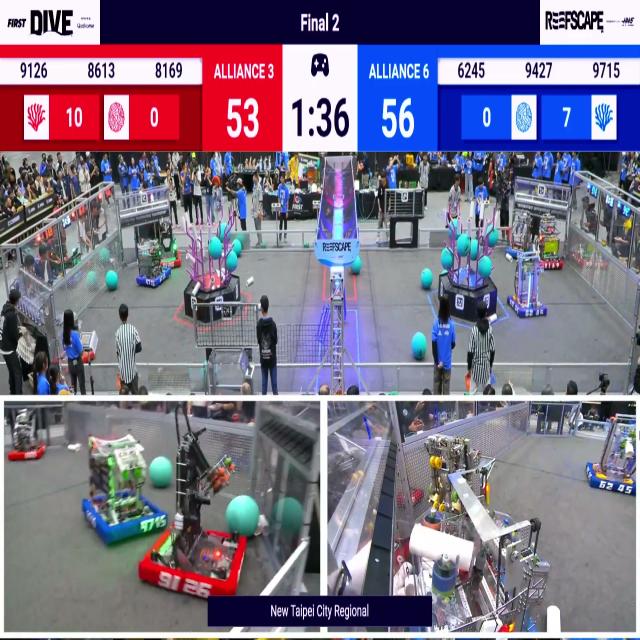 FIRST DIVE
Final 2
REEFSCAPE
9126 8613 8169
ALLIANCE 3
ALLIANCE 6
6245 9427 9715
10 0
53
1:36
56
0 7
REEFSCAPE
9715
9126
6245
New Taipei City Regional